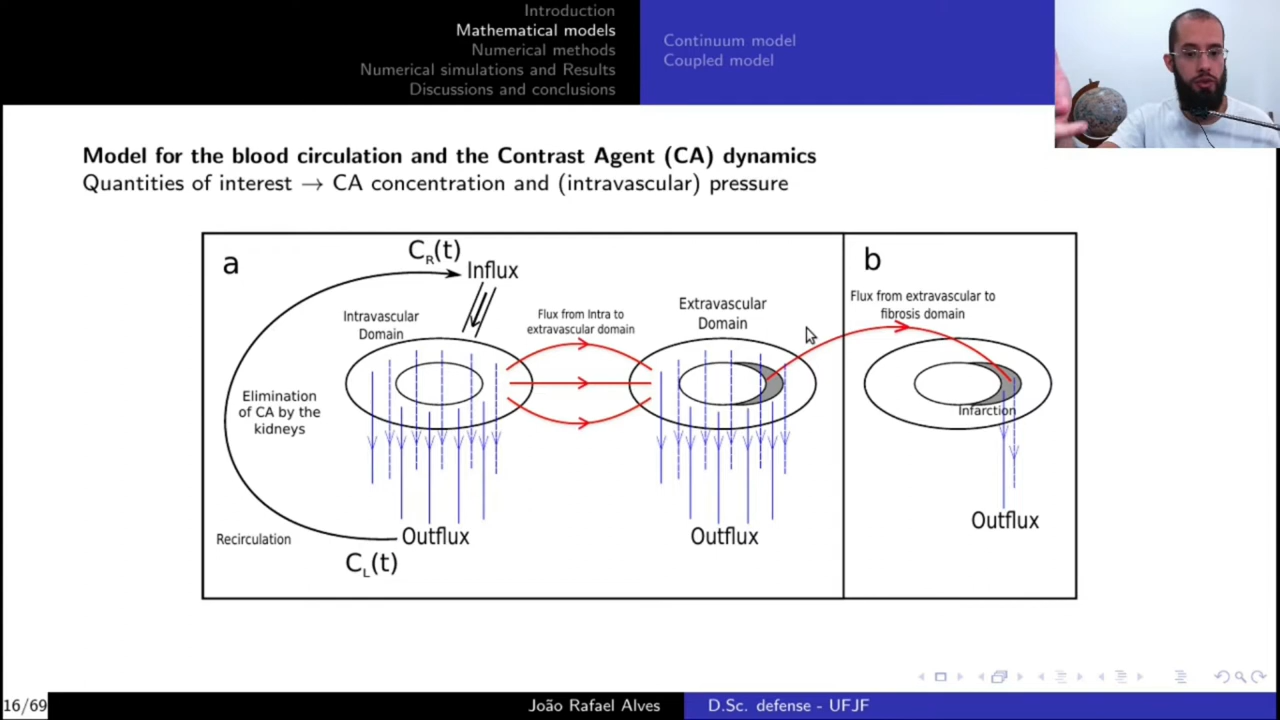 Introduction
Mathematical models
Numerical methods
Numerical simulations and Results
Discussions and conclusions
Continuum model
Coupled model
Model for the blood circulation and the Contrast Agent (CA) dynamics
Quantities of interest → CA concentration and (intravascular) pressure
a
C_R(t)
Influx
Intravascular
Domain
Flux from Intra to
extravascular domain
Extravascular
Domain
Elimination
of CA by the
kidneys
Recirculation
Outflux
C_L(t)
Outflux
b
Flux from extravascular to
fibrosis domain
Infarction
Outflux
16/69
João Rafael Alves
D.Sc. defense - UFJF